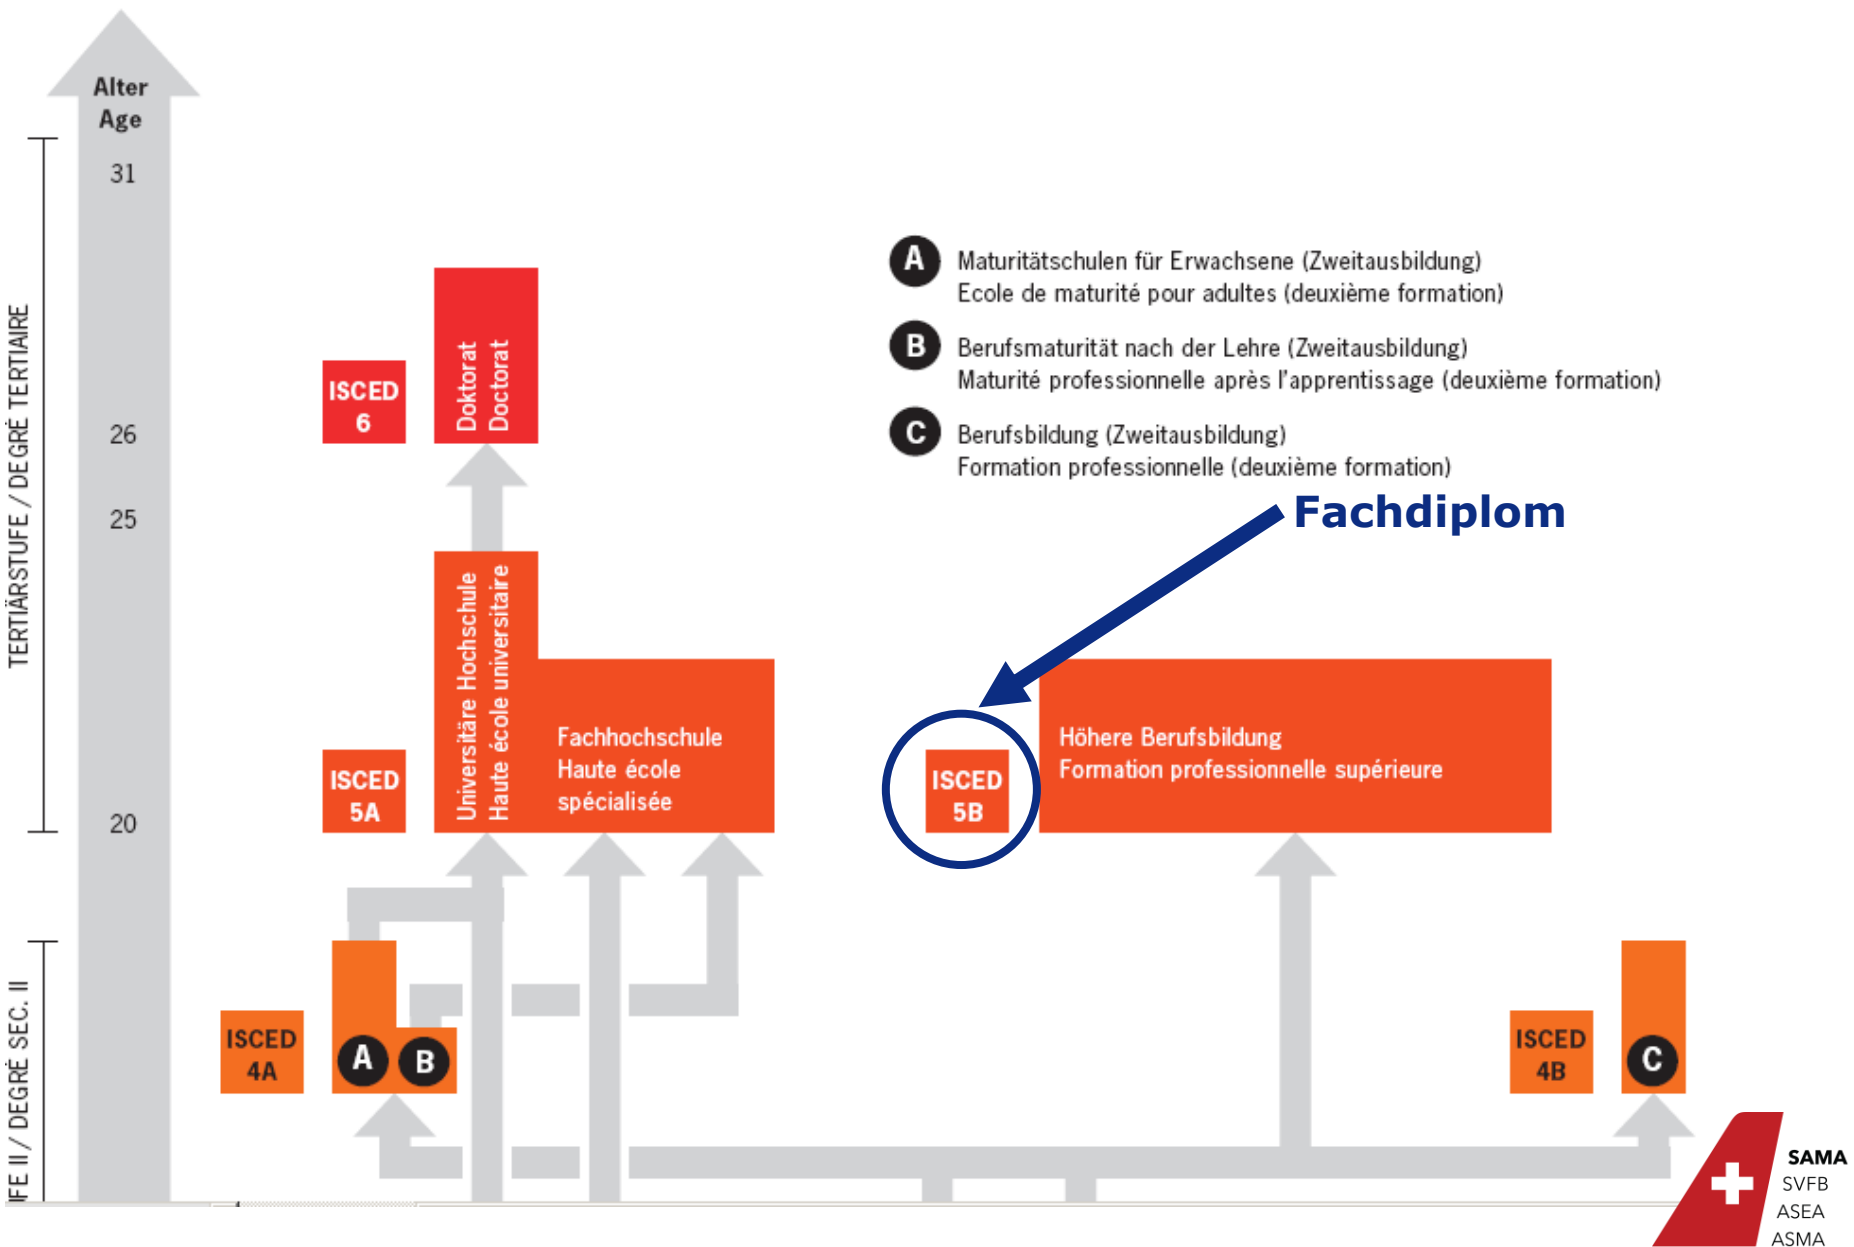 Alter
Age
31
26
25
20
TERTIÄRSTUFE / DEGRÉ TERTIAIRE
FE II / DEGRÉ SEC. II
A
Maturitätschulen für Erwachsene (Zweitausbildung)
Ecole de maturité pour adultes (deuxième formation)
B
Berufsmaturität nach der Lehre (Zweitausbildung)
Maturité professionnelle après l'apprentissage (deuxième formation)
C
Berufsbildung (Zweitausbildung)
Formation professionnelle (deuxième formation)
Fachdiplom
ISCED
6
Doktorat
Doctorat
ISCED
5A
Universitäre Hochschule
Haute école universitaire
Fachhochschule
Haute école
spécialisée
ISCED
5B
Höhere Berufsbildung
Formation professionnelle supérieure
ISCED
4A
A
B
ISCED
4B
C
SAMA
SVFB
ASEA
ASMA